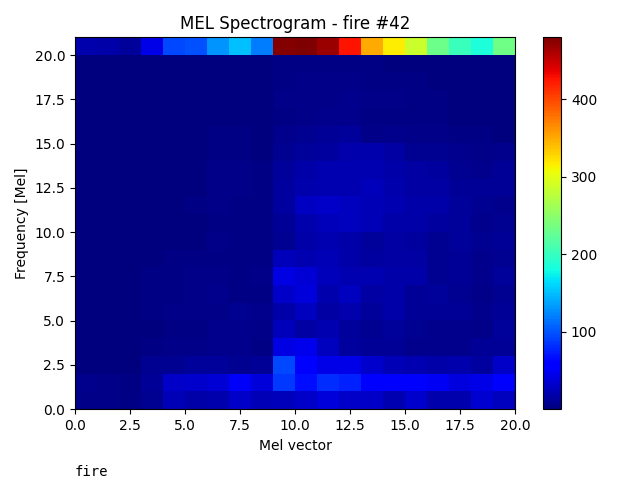 MEL Spectrogram - fire #42
Frequency [Mel]
20.0
17.5
15.0
12.5
10.0
7.5
5.0
2.5
0.0
0.0 2.5 5.0 7.5 10.0 12.5 15.0 17.5 20.0
Mel vector
400
300
200
100
fire